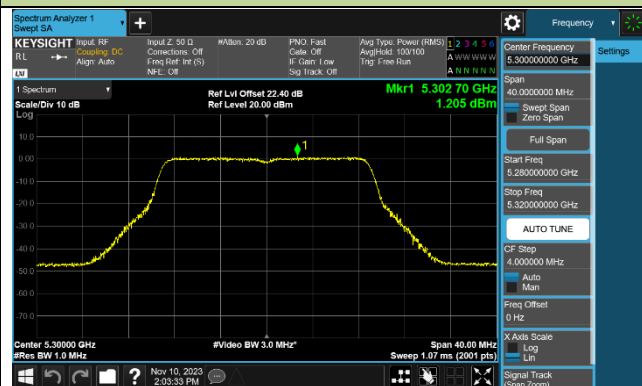 Spectrum Analyzer 1
Swept SA
+
Frequency
KEYSIGHT
RL
LXI
Input: RF
Coupling: DC
Align: Auto
Input Z: 50 Ω
Corrections: Off
Freq Ref: Int (S)
NFE: Off
#Atten: 20 dB
PNO: Fast
Gate: Off
IF Gain: Low
Sig Track: Off
Avg Type: Power (RMS)
Avg|Hold: 100/100
Trig: Free Run
1 2 3 4 5 6
A W W W W W
A N N N N N
1 Spectrum
Scale/Div 10 dB
Log
Ref Lvl Offset 22.40 dB
Ref Level 20.00 dBm
Mkr1 5.302 70 GHz
1.205 dBm
1
10.0
0.00
-10.0
-20.0
-30.0
-40.0
-50.0
-60.0
-70.0
Center 5.30000 GHz
#Res BW 1.0 MHz
#Video BW 3.0 MHz*
Span 40.00 MHz
Sweep 1.07 ms (2001 pts)
Nov 10, 2023
2:03:33 PM
Center Frequency
5.300000000 GHz
Settings
Span
40.0000000 MHz
Swept Span
Zero Span
Full Span
Start Freq
5.280000000 GHz
Stop Freq
5.320000000 GHz
AUTO TUNE
CF Step
4.000000 MHz
Auto
Man
Freq Offset
0 Hz
X Axis Scale
Log
Lin
Signal Track
(Span Zoom)